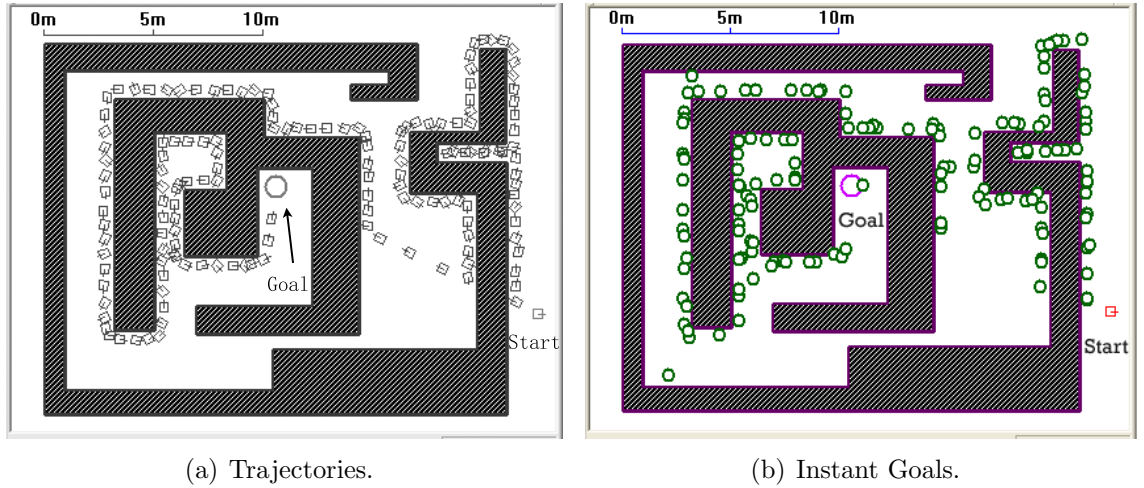 0m 5m 10m
Goal
Start
(a) Trajectories.
0m 5m 10m
Goal
Start
(b) Instant Goals.